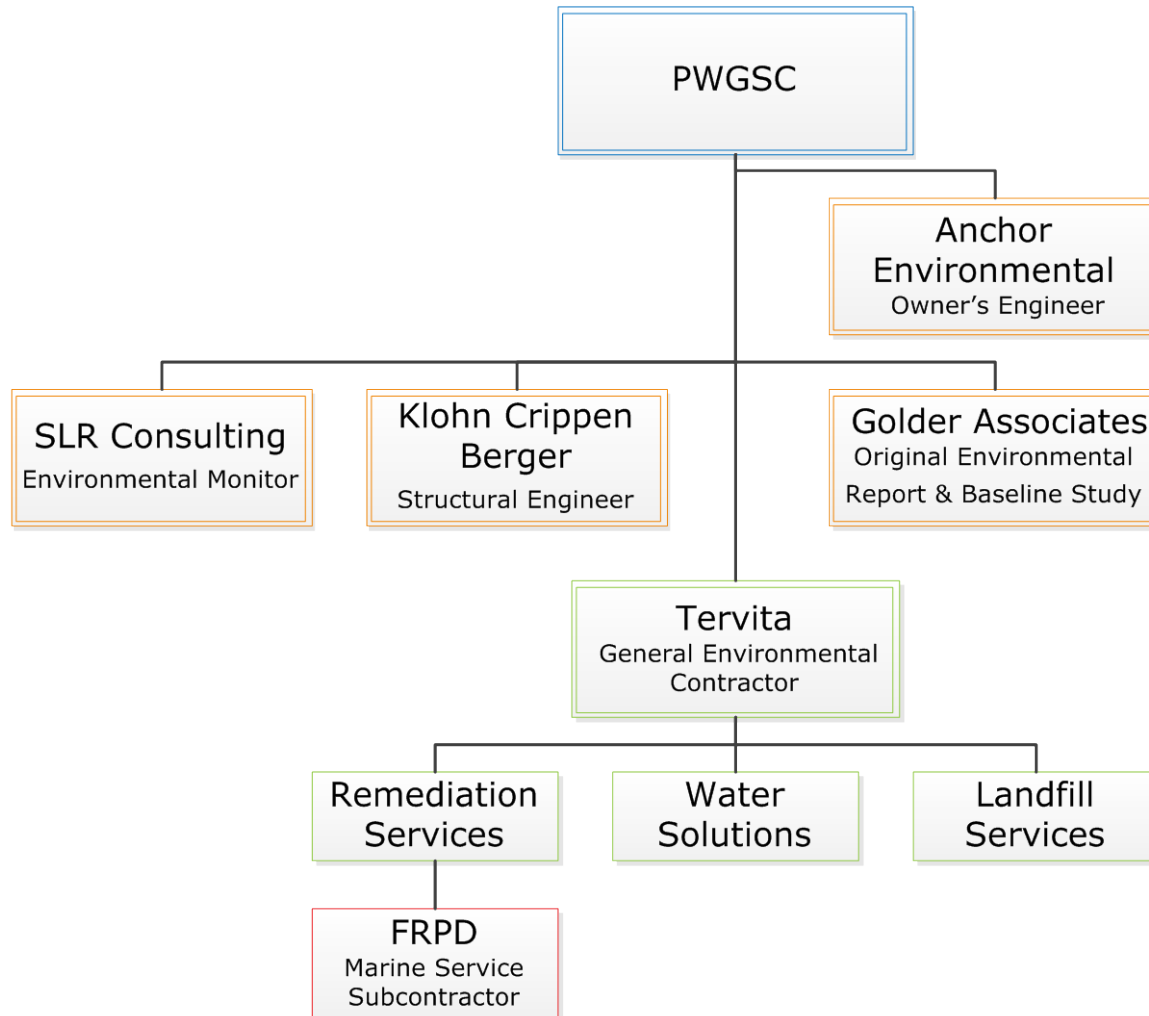 PWGSC
Anchor
Environmental
Owner’s Engineer
SLR Consulting
Environmental Monitor
Klohn Crippen
Berger
Structural Engineer
Golder Associates
Original Environmental
Report & Baseline Study
Tervita
General Environmental
Contractor
Remediation
Services
Water
Solutions
Landfill
Services
FRPD
Marine Service
Subcontractor